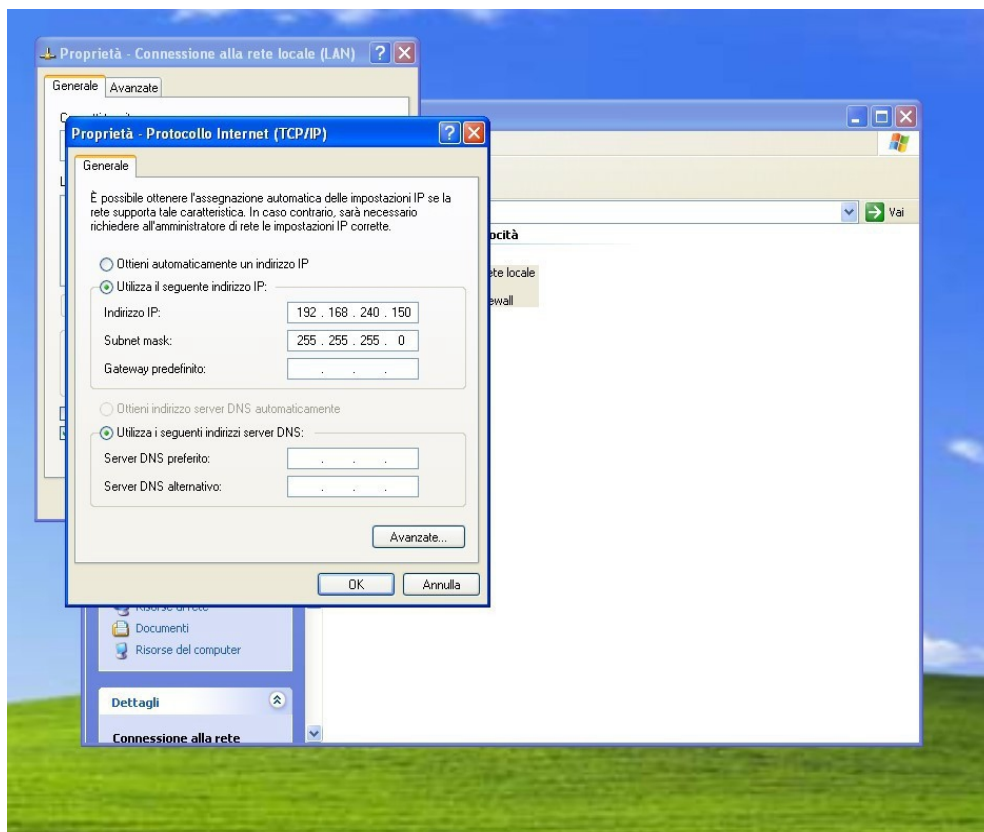 Proprietà - Connessione alla rete locale (LAN)
Generale
Avanzate
Proprietà - Protocollo Internet (TCP/IP)
Generale
È possibile ottenere l'assegnazione automatica delle impostazioni IP se la
rete supporta tale caratteristica. In caso contrario, sarà necessario
richiedere all'amministratore di rete le impostazioni IP corrette.
Ottieni automaticamente un indirizzo IP
Utilizza il seguente indirizzo IP:
Indirizzo IP: 192 . 168 . 240 . 150
Subnet mask: 255 . 255 . 255 . 0
Gateway predefinito: . . .
Ottieni indirizzo server DNS automaticamente
Utilizza i seguenti indirizzi server DNS:
Server DNS preferito: . . .
Server DNS alternativo: . . .
Avanzate...
OK
Annulla
Vai
ocità
ete locale
ewall
Risorse di rete
Documenti
Risorse del computer
Dettagli
Connessione alla rete